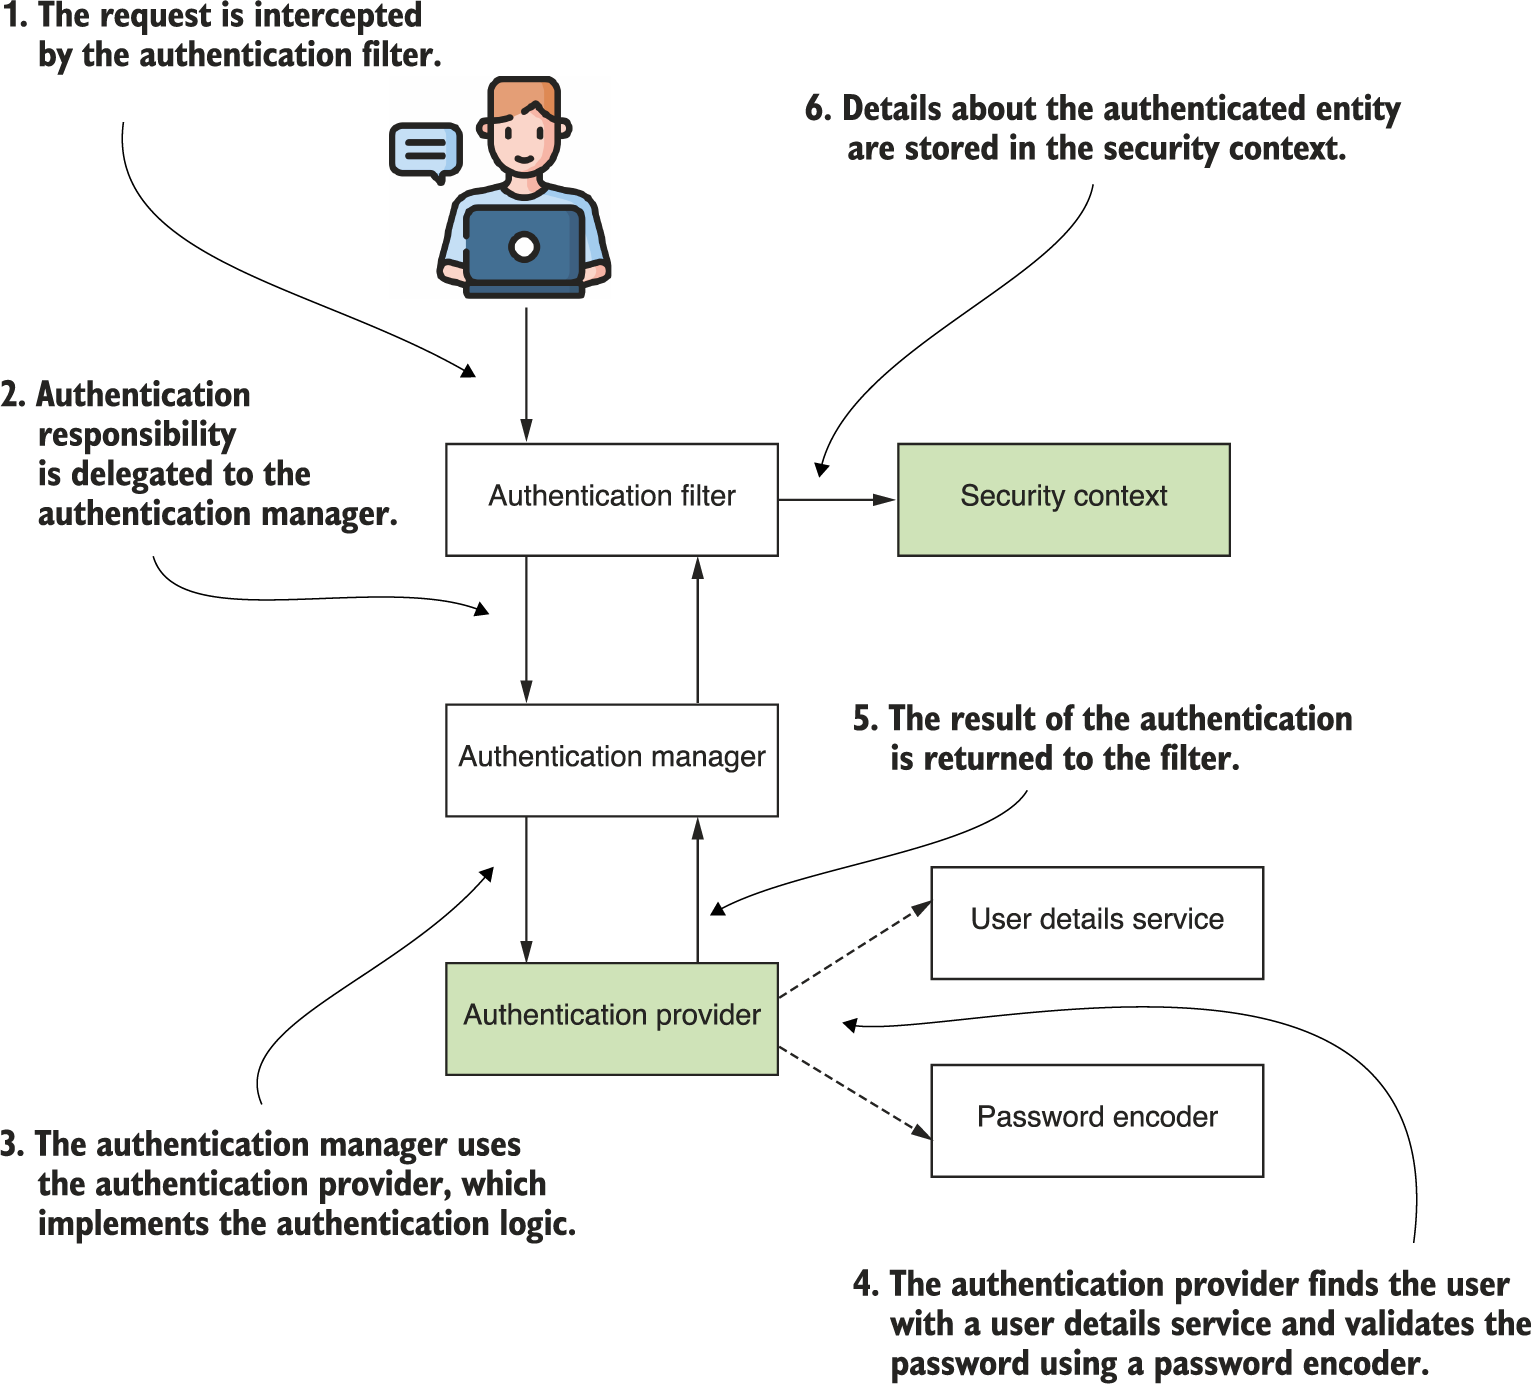 1. The request is intercepted
by the authentication filter.
6. Details about the authenticated entity
are stored in the security context.
2. Authentication
responsibility
is delegated to the
authentication manager.
Authentication filter
Security context
Authentication manager
5. The result of the authentication
is returned to the filter.
User details service
Authentication provider
Password encoder
3. The authentication manager uses
the authentication provider, which
implements the authentication logic.
4. The authentication provider finds the user
with a user details service and validates the
password using a password encoder.